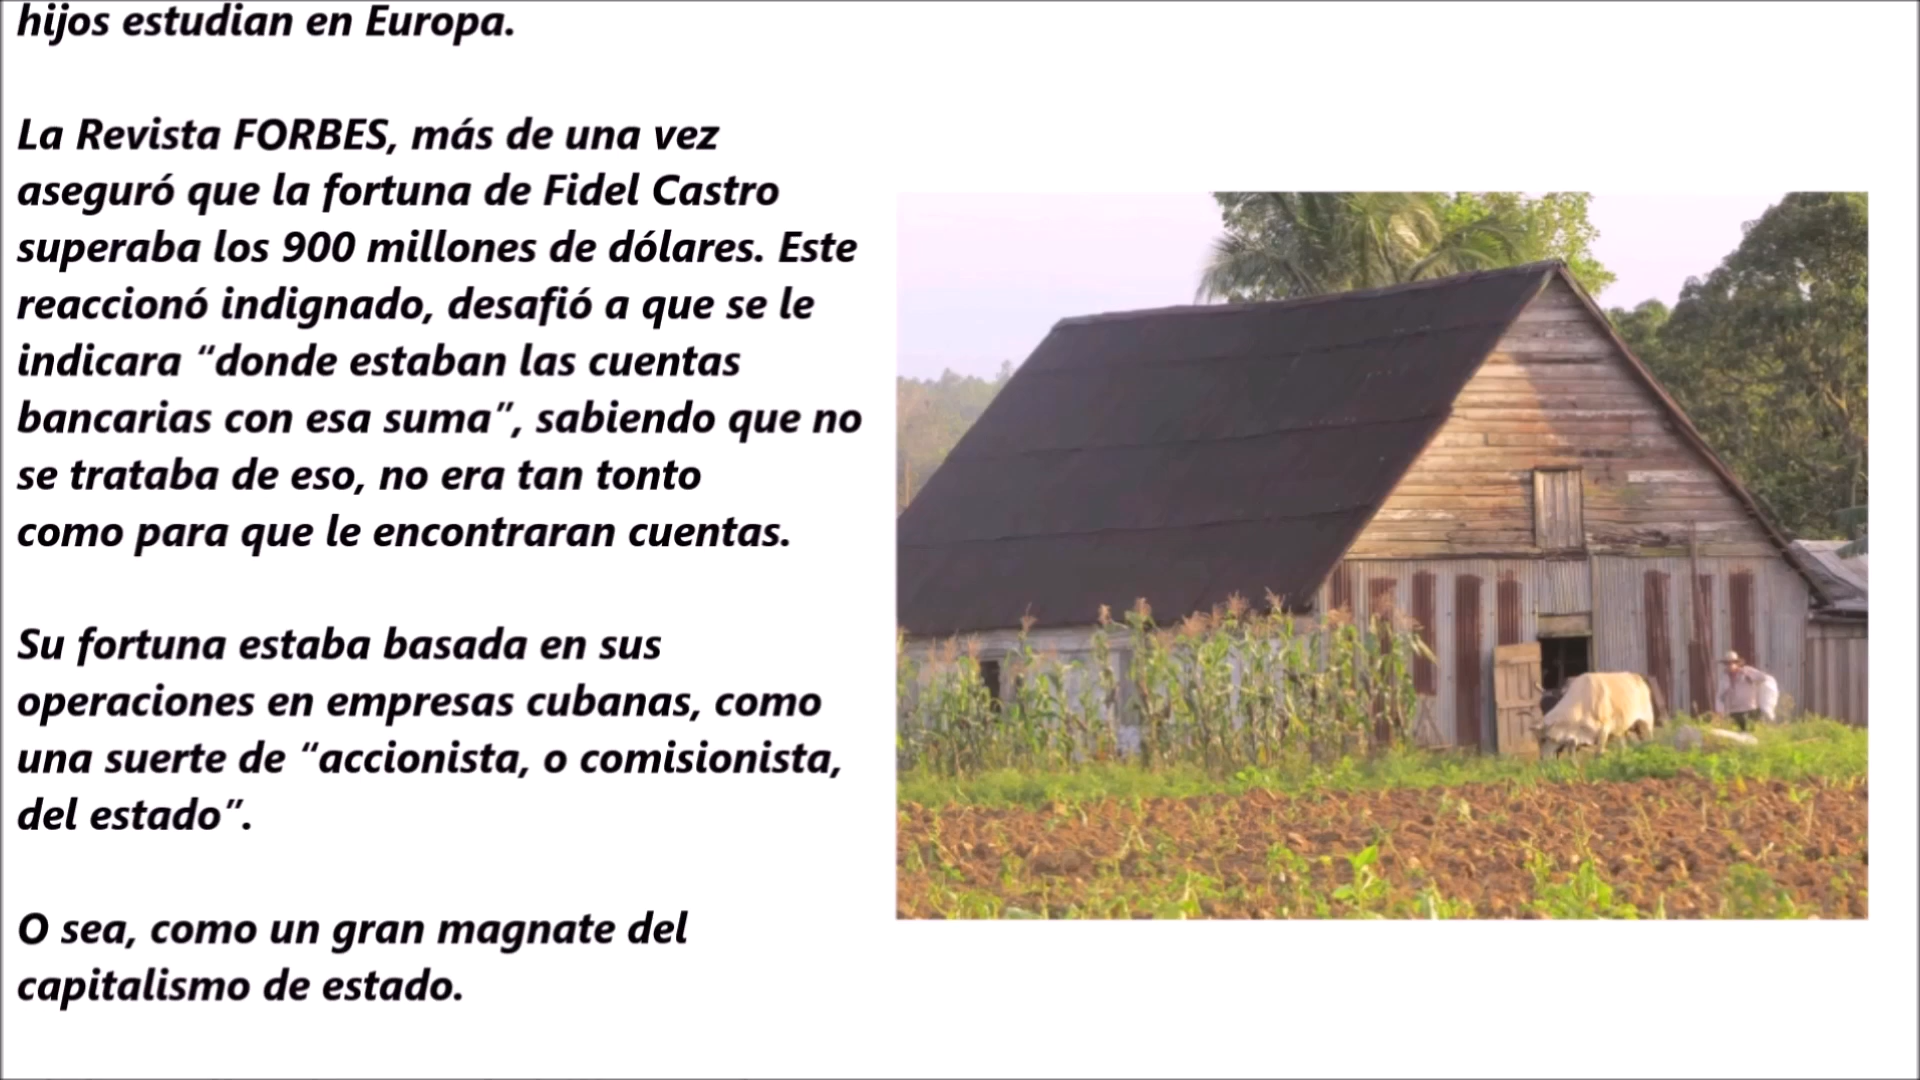 hijos estudian en Europa.
La Revista FORBES, más de una vez
aseguró que la fortuna de Fidel Castro
superaba los 900 millones de dólares. Este
reaccionó indignado, desafió a que se le
indicara “donde estaban las cuentas
bancarias con esa suma”, sabiendo que no
se trataba de eso, no era tan tonto
como para que le encontraran cuentas.
Su fortuna estaba basada en sus
operaciones en empresas cubanas, como
una suerte de “accionista, o comisionista,
del estado”.
O sea, como un gran magnate del
capitalismo de estado.